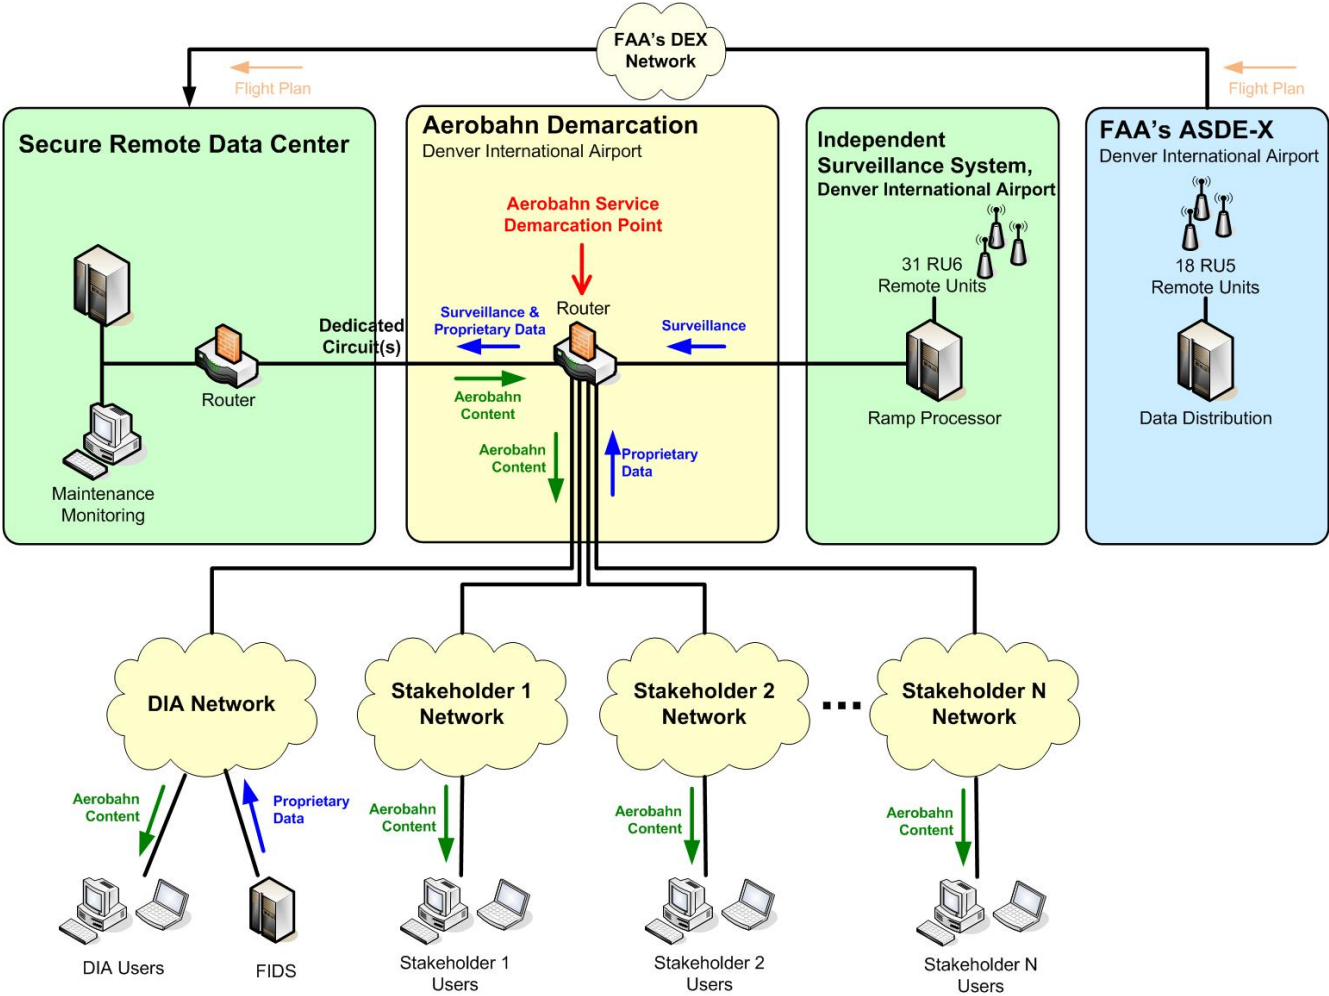 FAA's DEX
Network
Flight Plan
Flight Plan
Secure Remote Data Center
Router
Dedicated
Circuit(s)
Maintenance
Monitoring
Aerobahn Demarcation
Denver International Airport
Aerobahn Service
Demarcation Point
Router
Surveillance &
Proprietary Data
Surveillance
Aerobahn
Content
Aerobahn
Content
Proprietary
Data
Independent
Surveillance System,
Denver International Airport
31 RU6
Remote Units
Ramp Processor
FAA's ASDE-X
Denver International Airport
18 RU5
Remote Units
Data Distribution
DIA Network
Stakeholder 1
Network
Stakeholder 2
Network
...
Stakeholder N
Network
Aerobahn
Content
Proprietary
Data
Aerobahn
Content
Aerobahn
Content
Aerobahn
Content
DIA Users
FIDS
Stakeholder 1
Users
Stakeholder 2
Users
Stakeholder N
Users